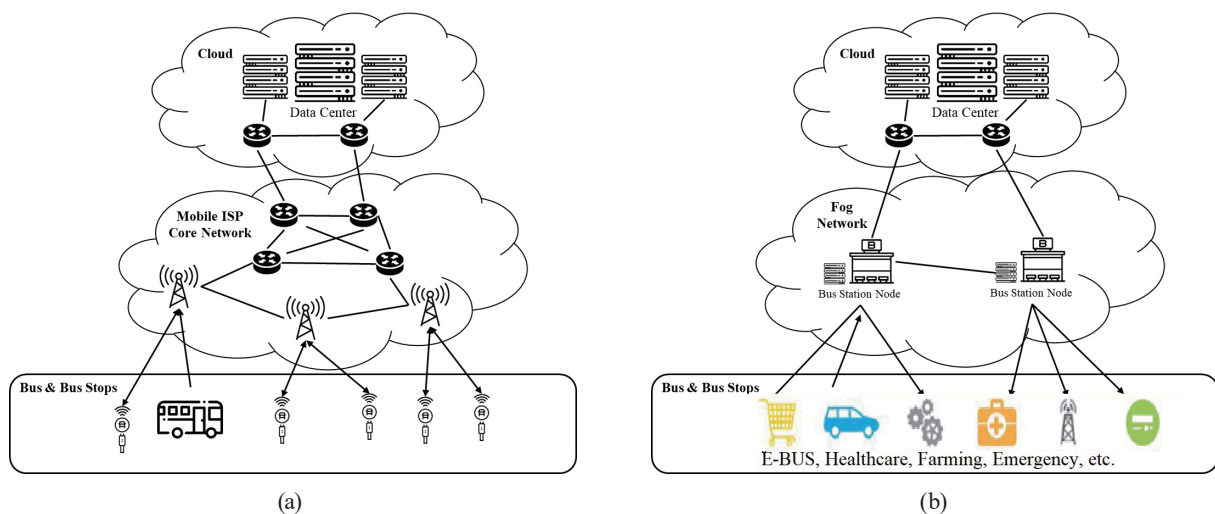 Cloud
Data Center
Mobile ISP
Core Network
Bus & Bus Stops
(a)
Cloud
Data Center
Fog
Network
B
B
Bus Station Node
Bus Station Node
Bus & Bus Stops
E-BUS, Healthcare, Farming, Emergency, etc.
(b)